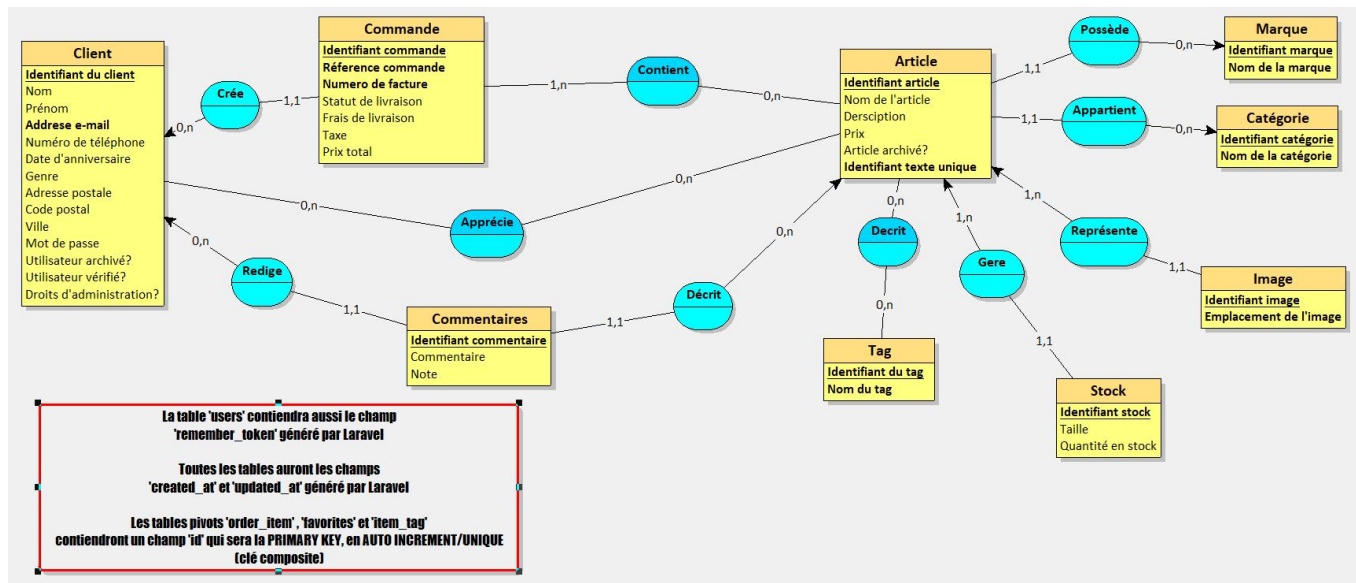 Client
Identifiant du client
Nom
Prénom
Addrese e-mail
Numéro de téléphone
Date d'anniversaire
Genre
Adresse postale
Code postal
Ville
Mot de passe
Utilisateur archivé?
Utilisateur vérifié?
Droits d'administration?
Crée
0,n
1,1
Commande
Identifiant commande
Réference commande
Numero de facture
Statut de livraison
Frais de livraison
Taxe
Prix total
1,n
Contient
0,n
Article
Identifiant article
Nom de l'article
Dersciption
Prix
Article archivé?
Identifiant texte unique
1,1
Possède
0,n
Marque
Identifiant marque
Nom de la marque
1,1
Appartient
0,n
Catégorie
Identifiant catégorie
Nom de la catégorie
0,n
Apprécie
0,n
0,n
Redige
1,1
Commentaires
Identifiant commentaire
Commentaire
Note
1,1
Décrit
0,n
0,n
Decrit
0,n
Tag
Identifiant du tag
Nom du tag
1,n
Gere
1,1
Stock
Identifiant stock
Taille
Quantité en stock
1,n
Représente
1,1
Image
Identifiant image
Emplacement de l'image
La table 'users' contiendra aussi le champ
'remember_token' généré par Laravel
Toutes les tables auront les champs
'created_at' et 'updated_at' généré par Laravel
Les tables pivots 'order_item' , 'favorites' et 'item_tag'
contiendront un champ 'id' qui sera la PRIMARY KEY, en AUTO INCREMENT/UNIQUE
(clé composite)